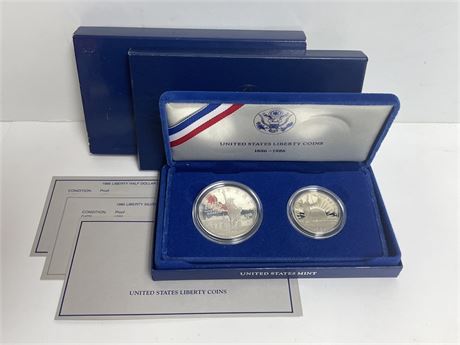 UNITED STATES LIBERTY COINS
1886-1986
UNITED STATES MINT
1986 LIBERTY HALF DOLLAR
CONDITION: Proof
1986 LIBERTY SILVER
CONDITION: Proof
UNITED STATES LIBERTY COINS